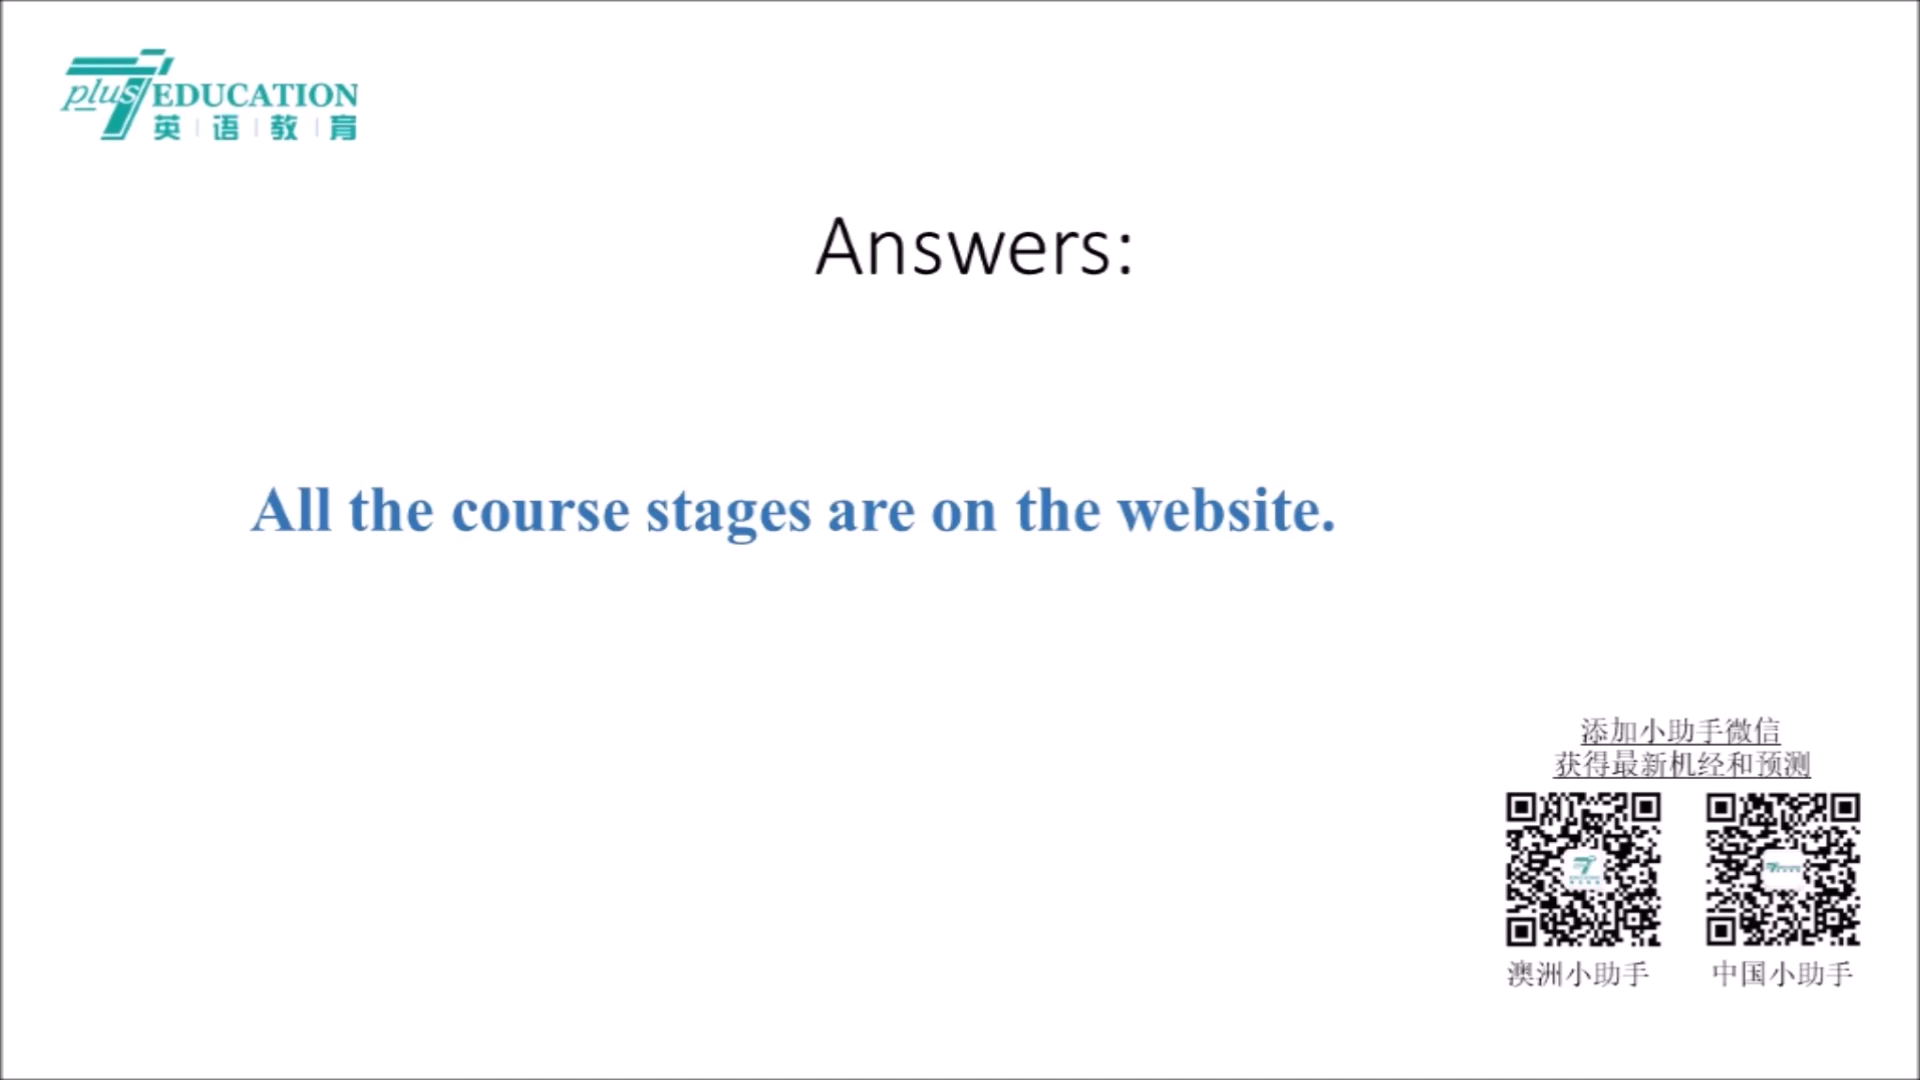 plus 7 EDUCATION
英语教育
Answers:
All the course stages are on the website.
添加小助手微信
获得最新机经和预测
澳洲小助手
中国小助手